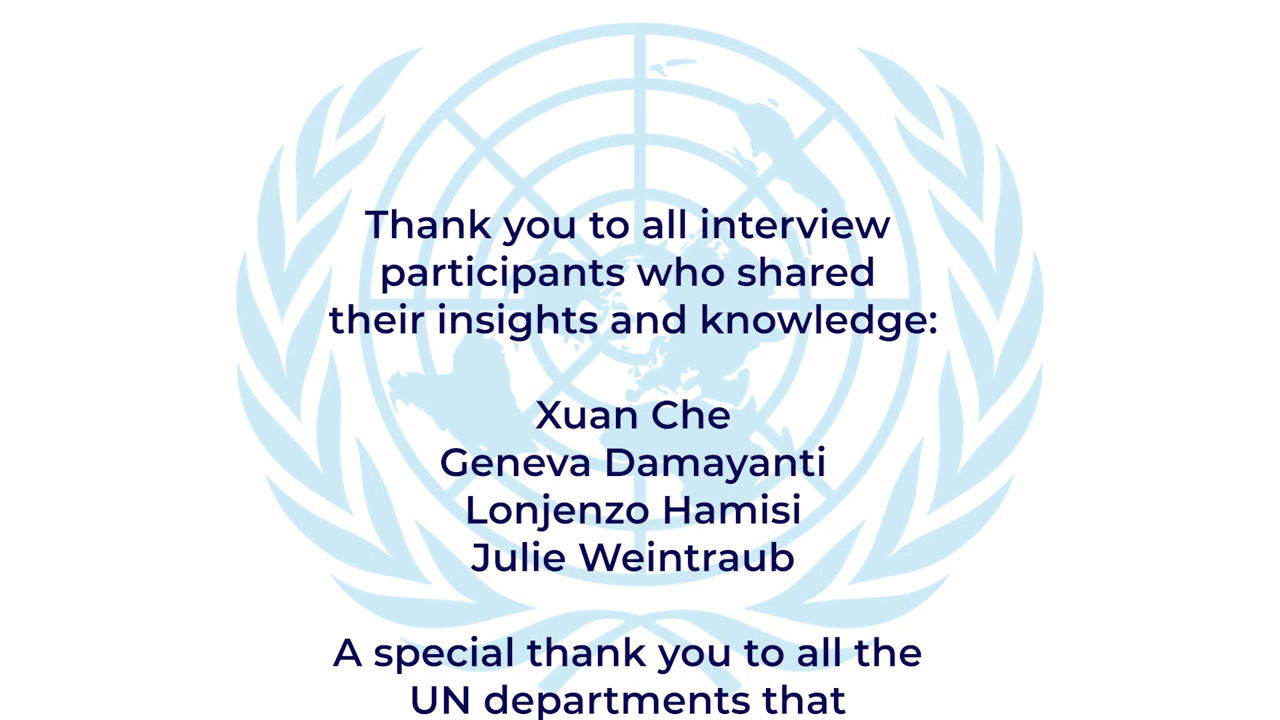 Thank you to all interview
participants who shared
their insights and knowledge:
Xuan Che
Geneva Damayanti
Lonjenzo Hamisi
Julie Weintraub
A special thank you to all the
UN departments that